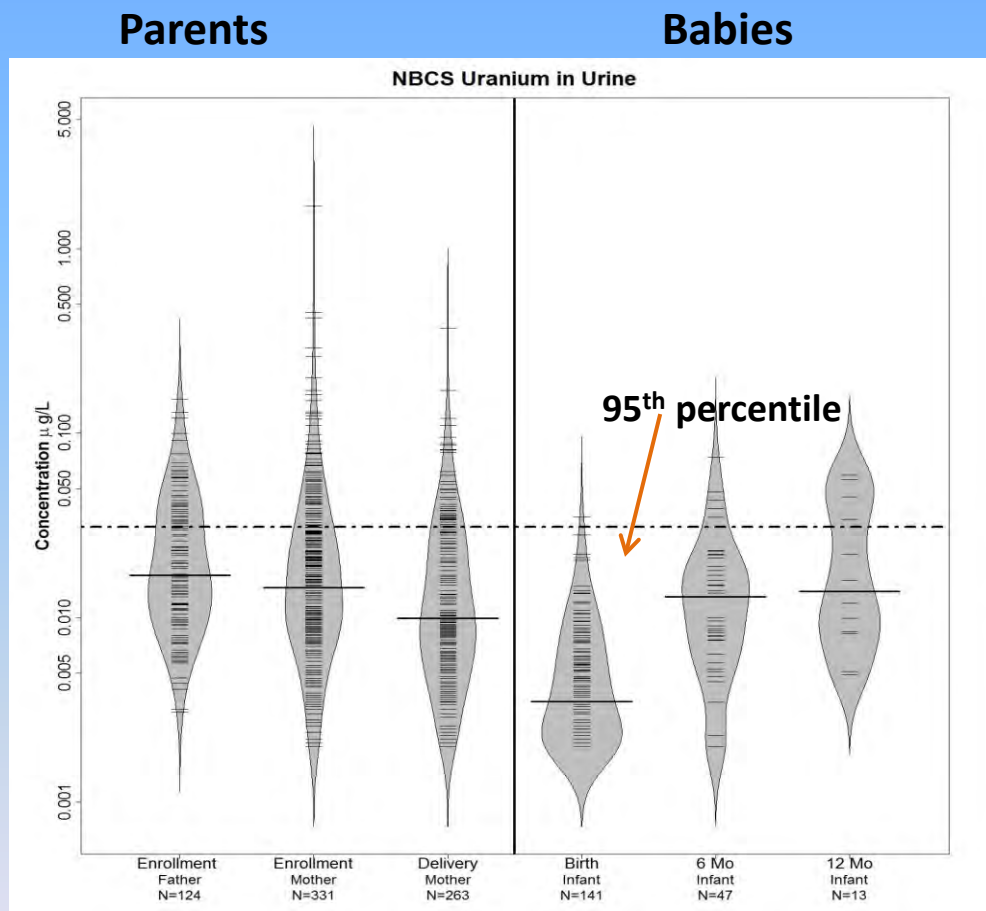 Parents Babies
NBCS Uranium in Urine
5.000
1.000
0.500
0.100
0.050
0.010
0.005
0.001
Concentration µg/L
95th percentile
Enrollment Enrollment Delivery Birth 6 Mo 12 Mo
Father Mother Mother Infant Infant Infant
N=124 N=331 N=263 N=141 N=47 N=13